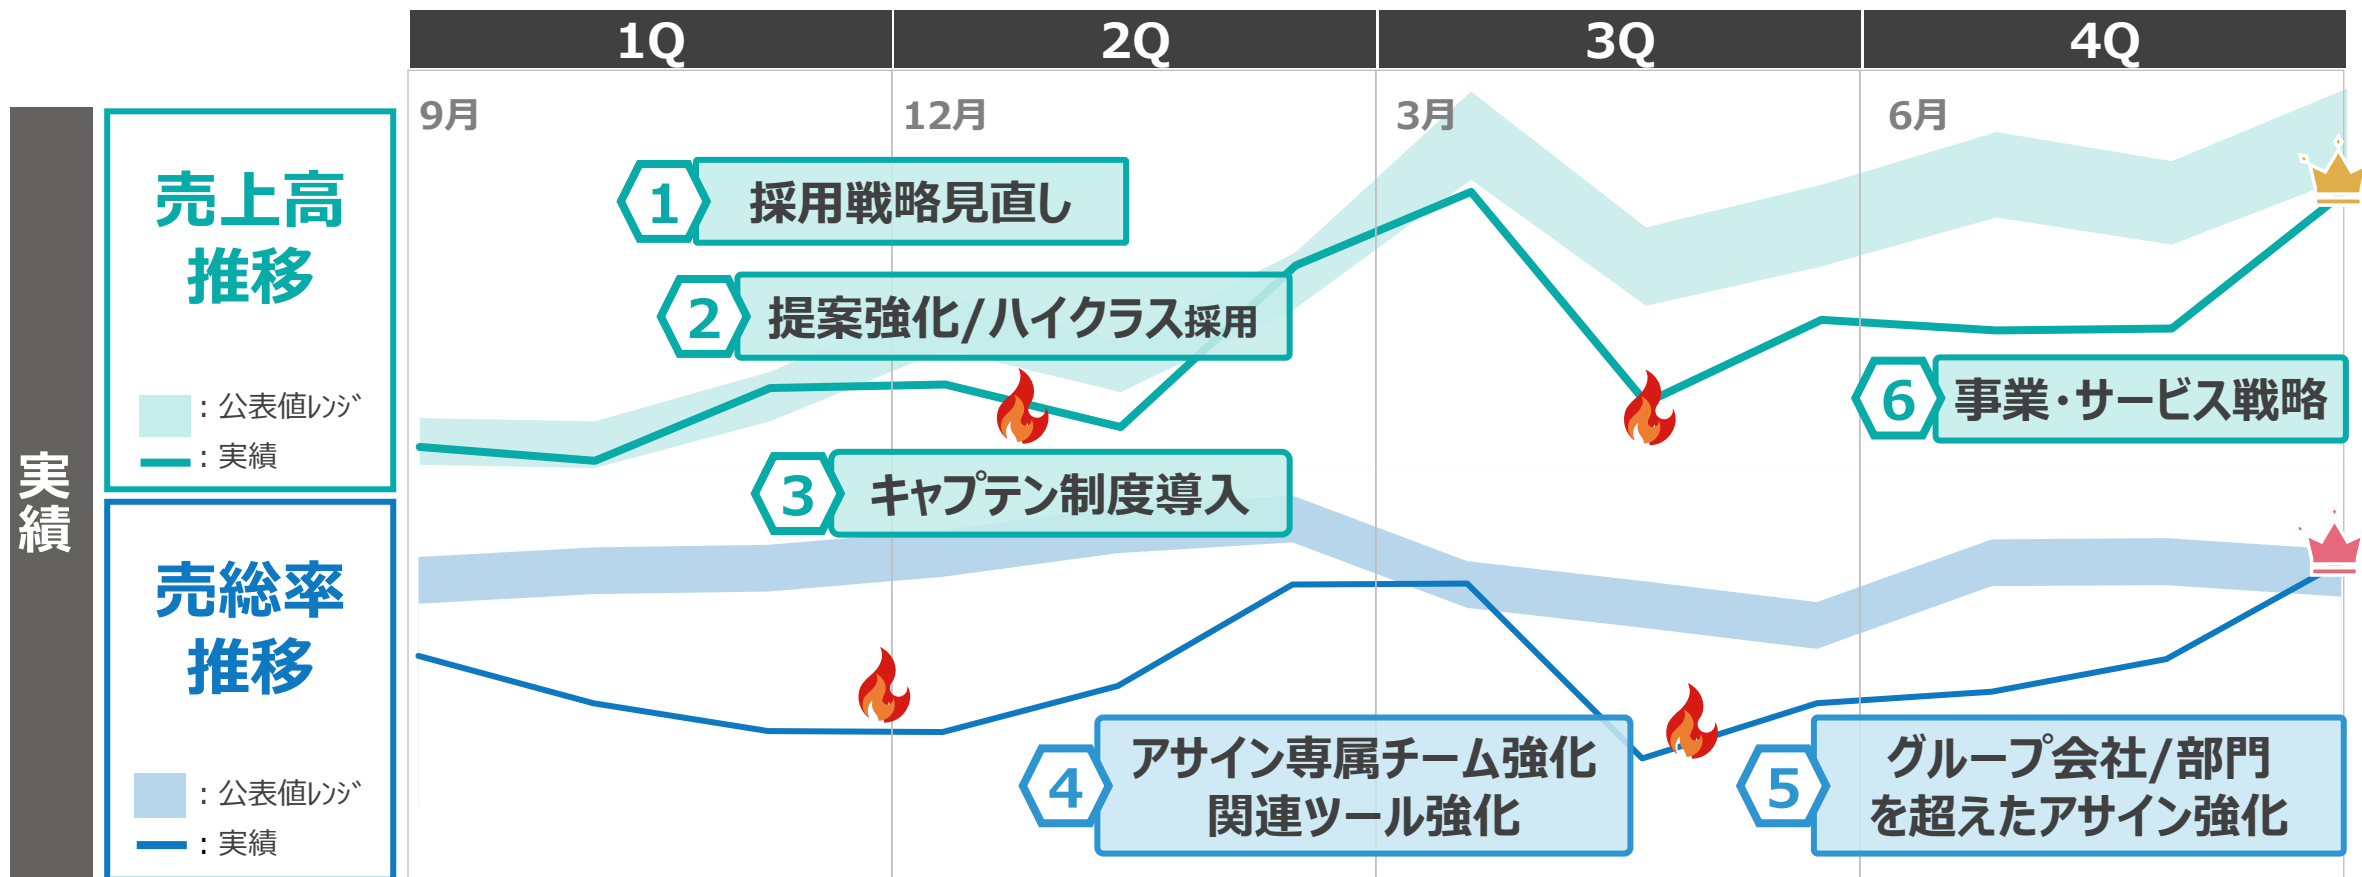 1Q
2Q
3Q
4Q
9月
12月
3月
6月
実績
売上高
推移
：公表値ﾚﾝｼﾞ
：実績
売総率
推移
：公表値ﾚﾝｼﾞ
：実績
1 採用戦略見直し
2 提案強化/ハイクラス採用
3 キャプテン制度導入
4 アサイン専属チーム強化
関連ツール強化
5 グループ会社/部門
を超えたアサイン強化
6 事業・サービス戦略